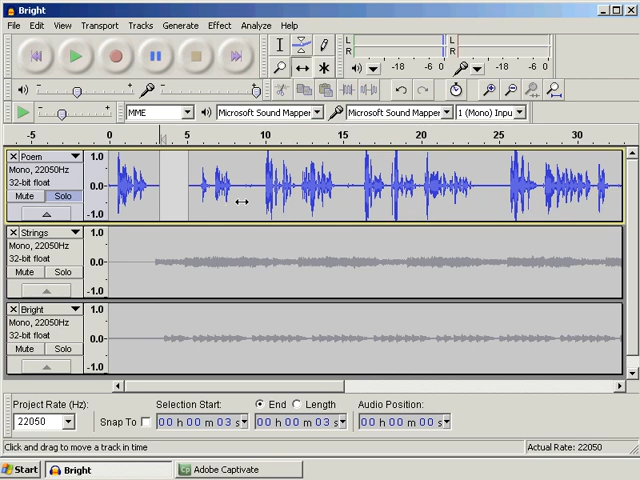 Bright
File Edit View Transport Tracks Generate Effect Analyze Help
L
R
-18 -6 0
L
R
-18 -6 0
MME
Microsoft Sound Mapper
Microsoft Sound Mapper
1 (Mono) Inpu
-5 0 5 10 15 20 25 30
Poem
Mono, 22050Hz
32-bit float
Mute Solo
1.0
0.0
-1.0
Strings
Mono, 22050Hz
32-bit float
Mute Solo
1.0
0.0
-1.0
Bright
Mono, 22050Hz
32-bit float
Mute Solo
1.0
0.0
-1.0
Project Rate (Hz):
22050
Snap To
Selection Start:
00 h 00 m 03 s
End Length
00 h 00 m 03 s
Audio Position:
00 h 00 m 00 s
Click and drag to move a track in time
Actual Rate: 22050
Start
Bright
Cp Adobe Captivate